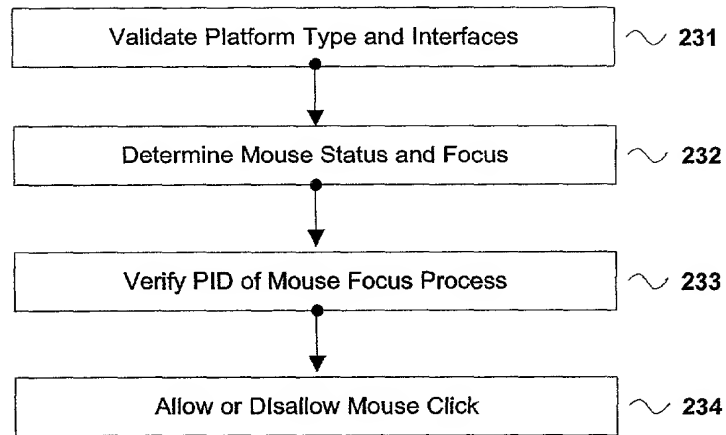 Validate Platform Type and Interfaces 231
Determine Mouse Status and Focus 232
Verify PID of Mouse Focus Process 233
Allow or Disallow Mouse Click 234